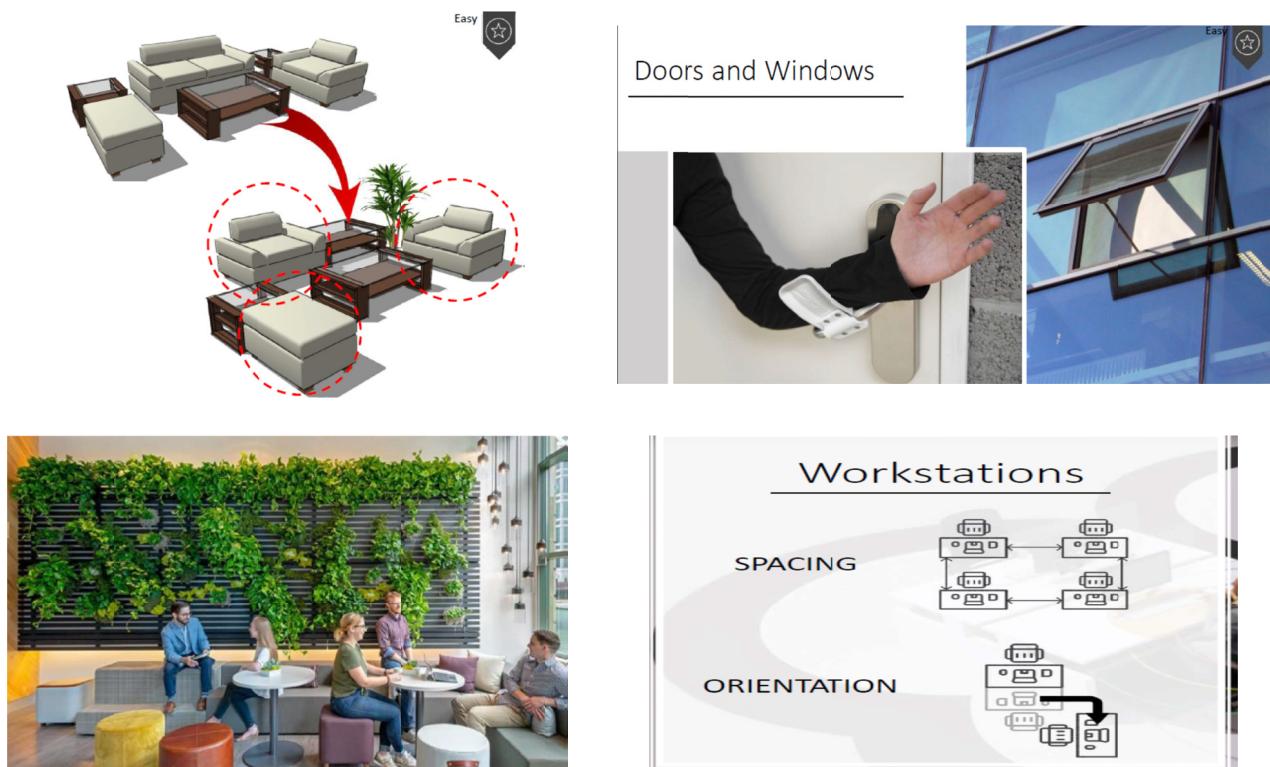 Easy
Easy
Doors and Windows
Workstations
SPACING
ORIENTATION